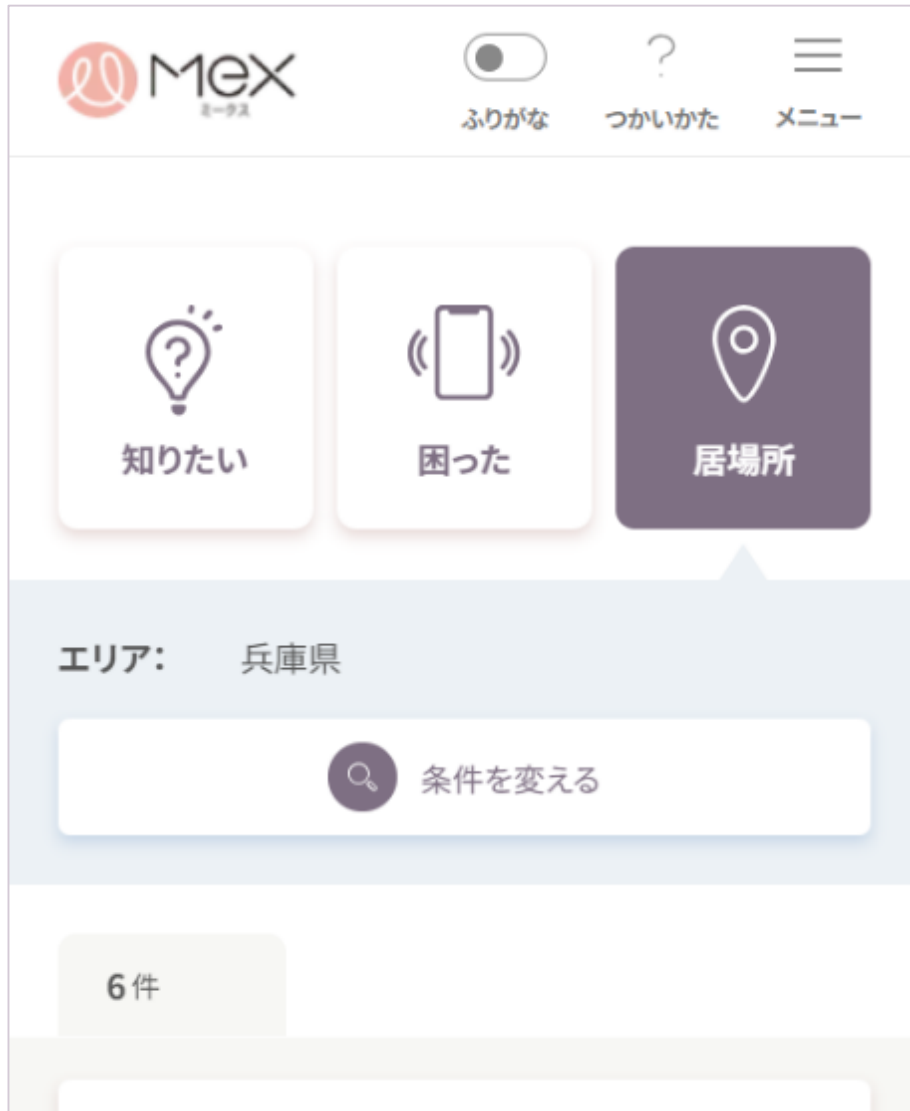 Mex
ミークス
ふりがな
つかいかた
メニュー
知りたい
困った
居場所
エリア： 兵庫県
条件を変える
6件